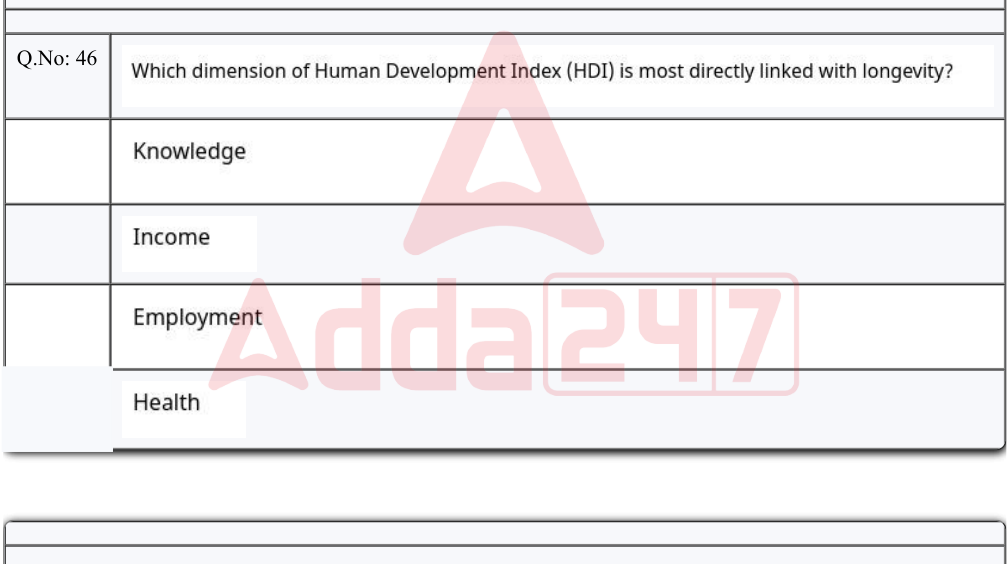 Q.No: 46
Which dimension of Human Development Index (HDI) is most directly linked with longevity?
Knowledge
Income
Employment
Health
Adda247